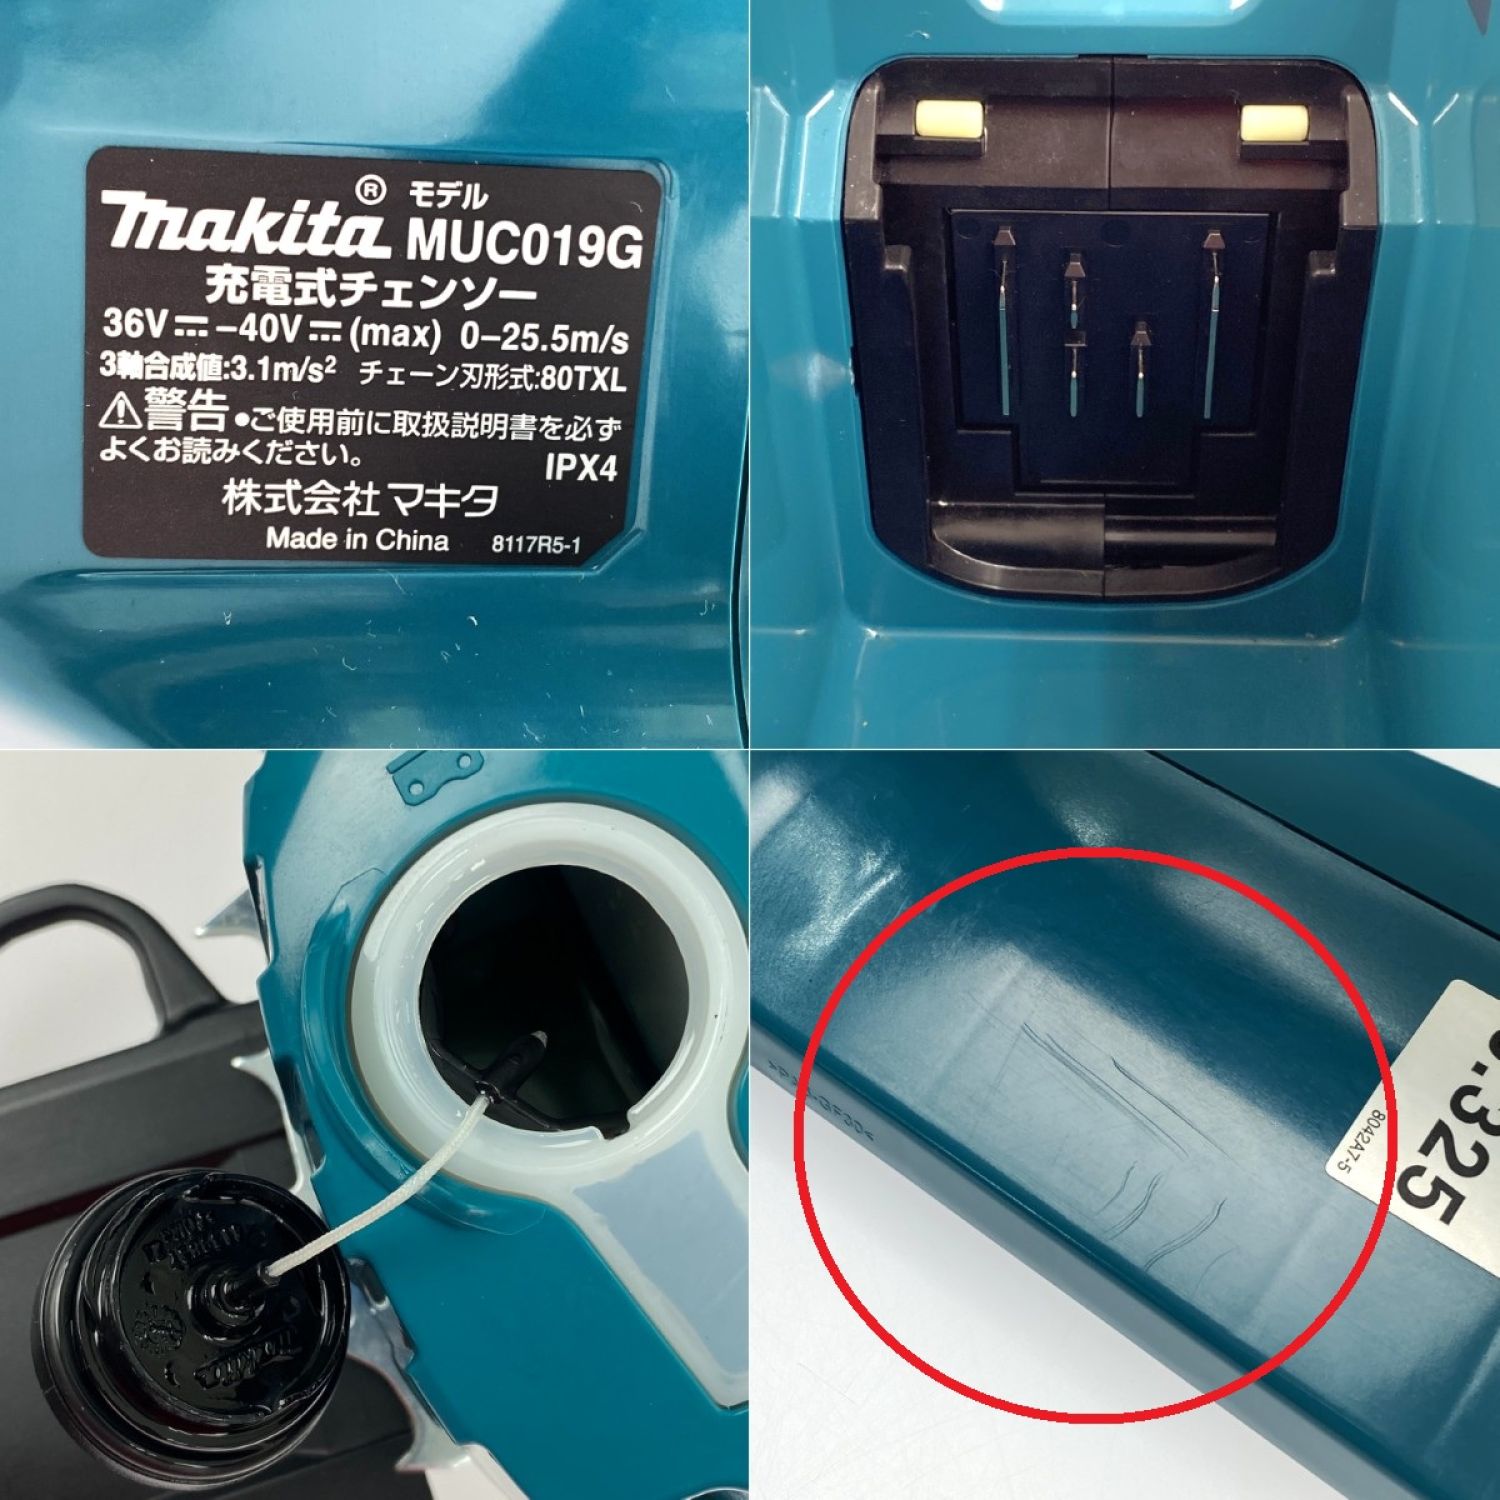 makita® モデル
MUC019G
充電式チェンソー
36V⎓-40V⎓(max) 0-25.5m/s
3軸合成値:3.1m/s² チェーン刃形式:80TXL
⚠警告 ●ご使用前に取扱説明書を必ず
よくお読みください。
IPX4
株式会社 マキタ
Made in China 8117R5-1
makita
.325
8042A7-5